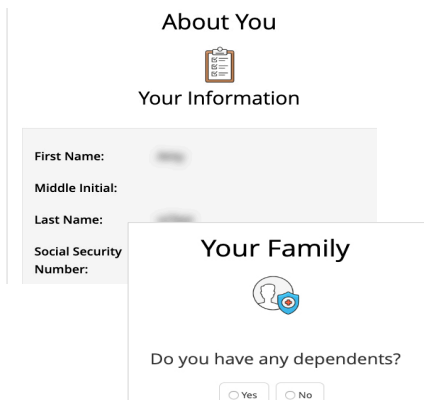 About You
Your Information
First Name:
Middle Initial:
Last Name:
Social Security
Number:
Your Family
Do you have any dependents?
Yes No